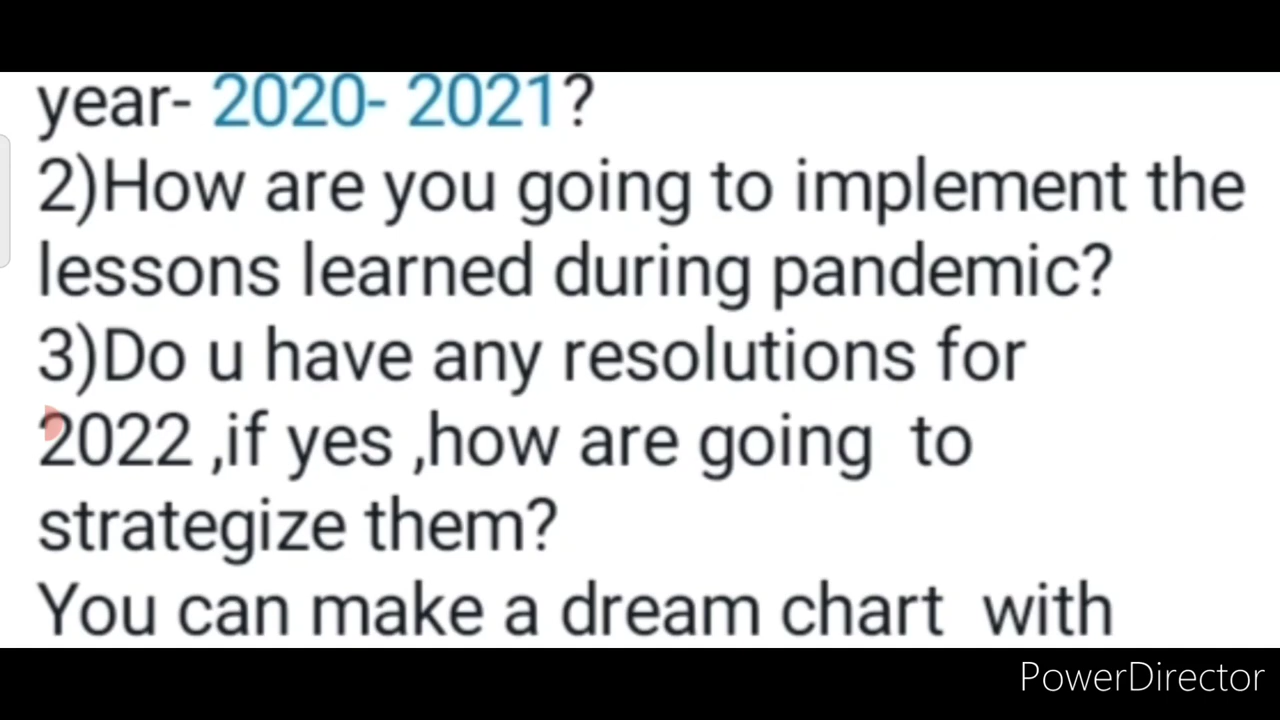 year- 2020- 2021?
2)How are you going to implement the
lessons learned during pandemic?
3)Do u have any resolutions for
2022 ,if yes ,how are going  to
strategize them?
You can make a dream chart  with
PowerDirector